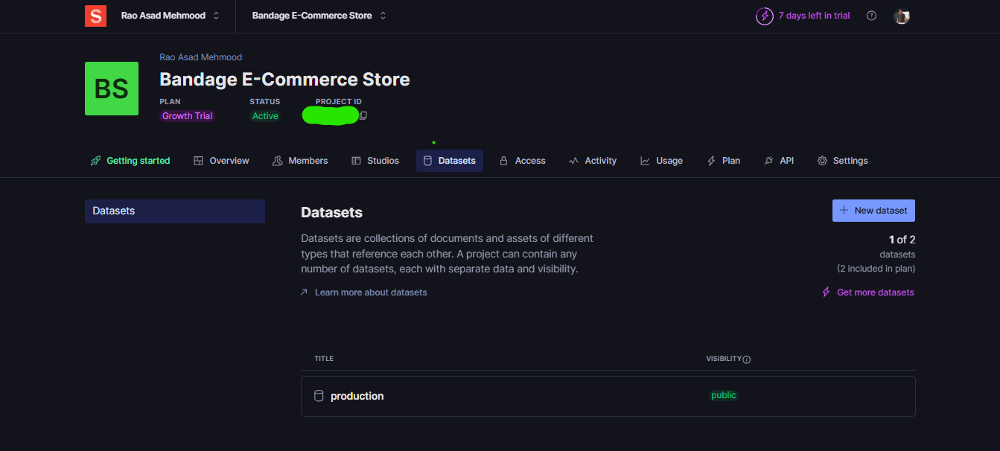 S Rao Asad Mehmood Bandage E-Commerce Store 7 days left in trial
Rao Asad Mehmood
BS
Bandage E-Commerce Store
PLAN STATUS PROJECT ID
Growth Trial Active
Getting started Overview Members Studios Datasets Access Activity Usage Plan API Settings
Datasets
Datasets
New dataset
Datasets are collections of documents and assets of different
types that reference each other. A project can contain any
number of datasets, each with separate data and visibility.
1 of 2
datasets
(2 included in plan)
Learn more about datasets
Get more datasets
TITLE VISIBILITY
production public